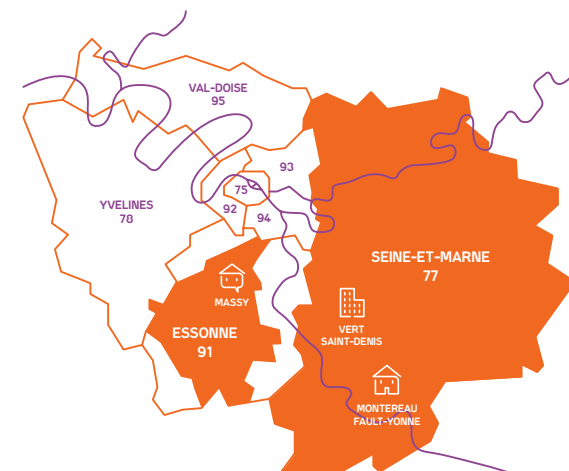 VAL-DOISE
95
93
75
YVELINES
78
92
94
SEINE-ET-MARNE
77
MASSY
VERT
SAINT-DENIS
ESSONNE
91
MONTEREAU
FAULT-YONNE